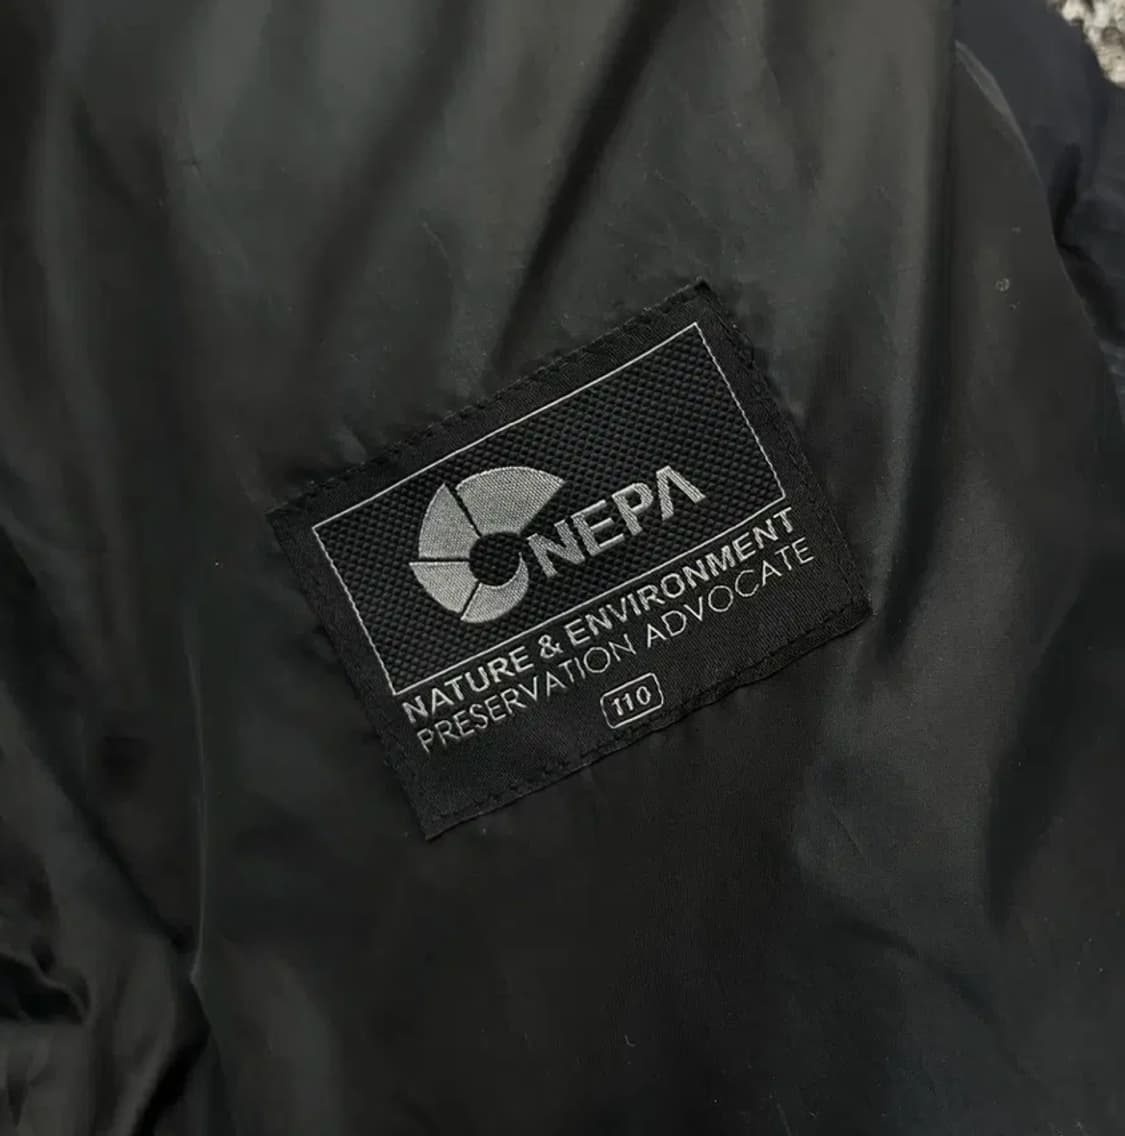 NEPA
NATURE & ENVIRONMENT
PRESERVATION ADVOCATE
110